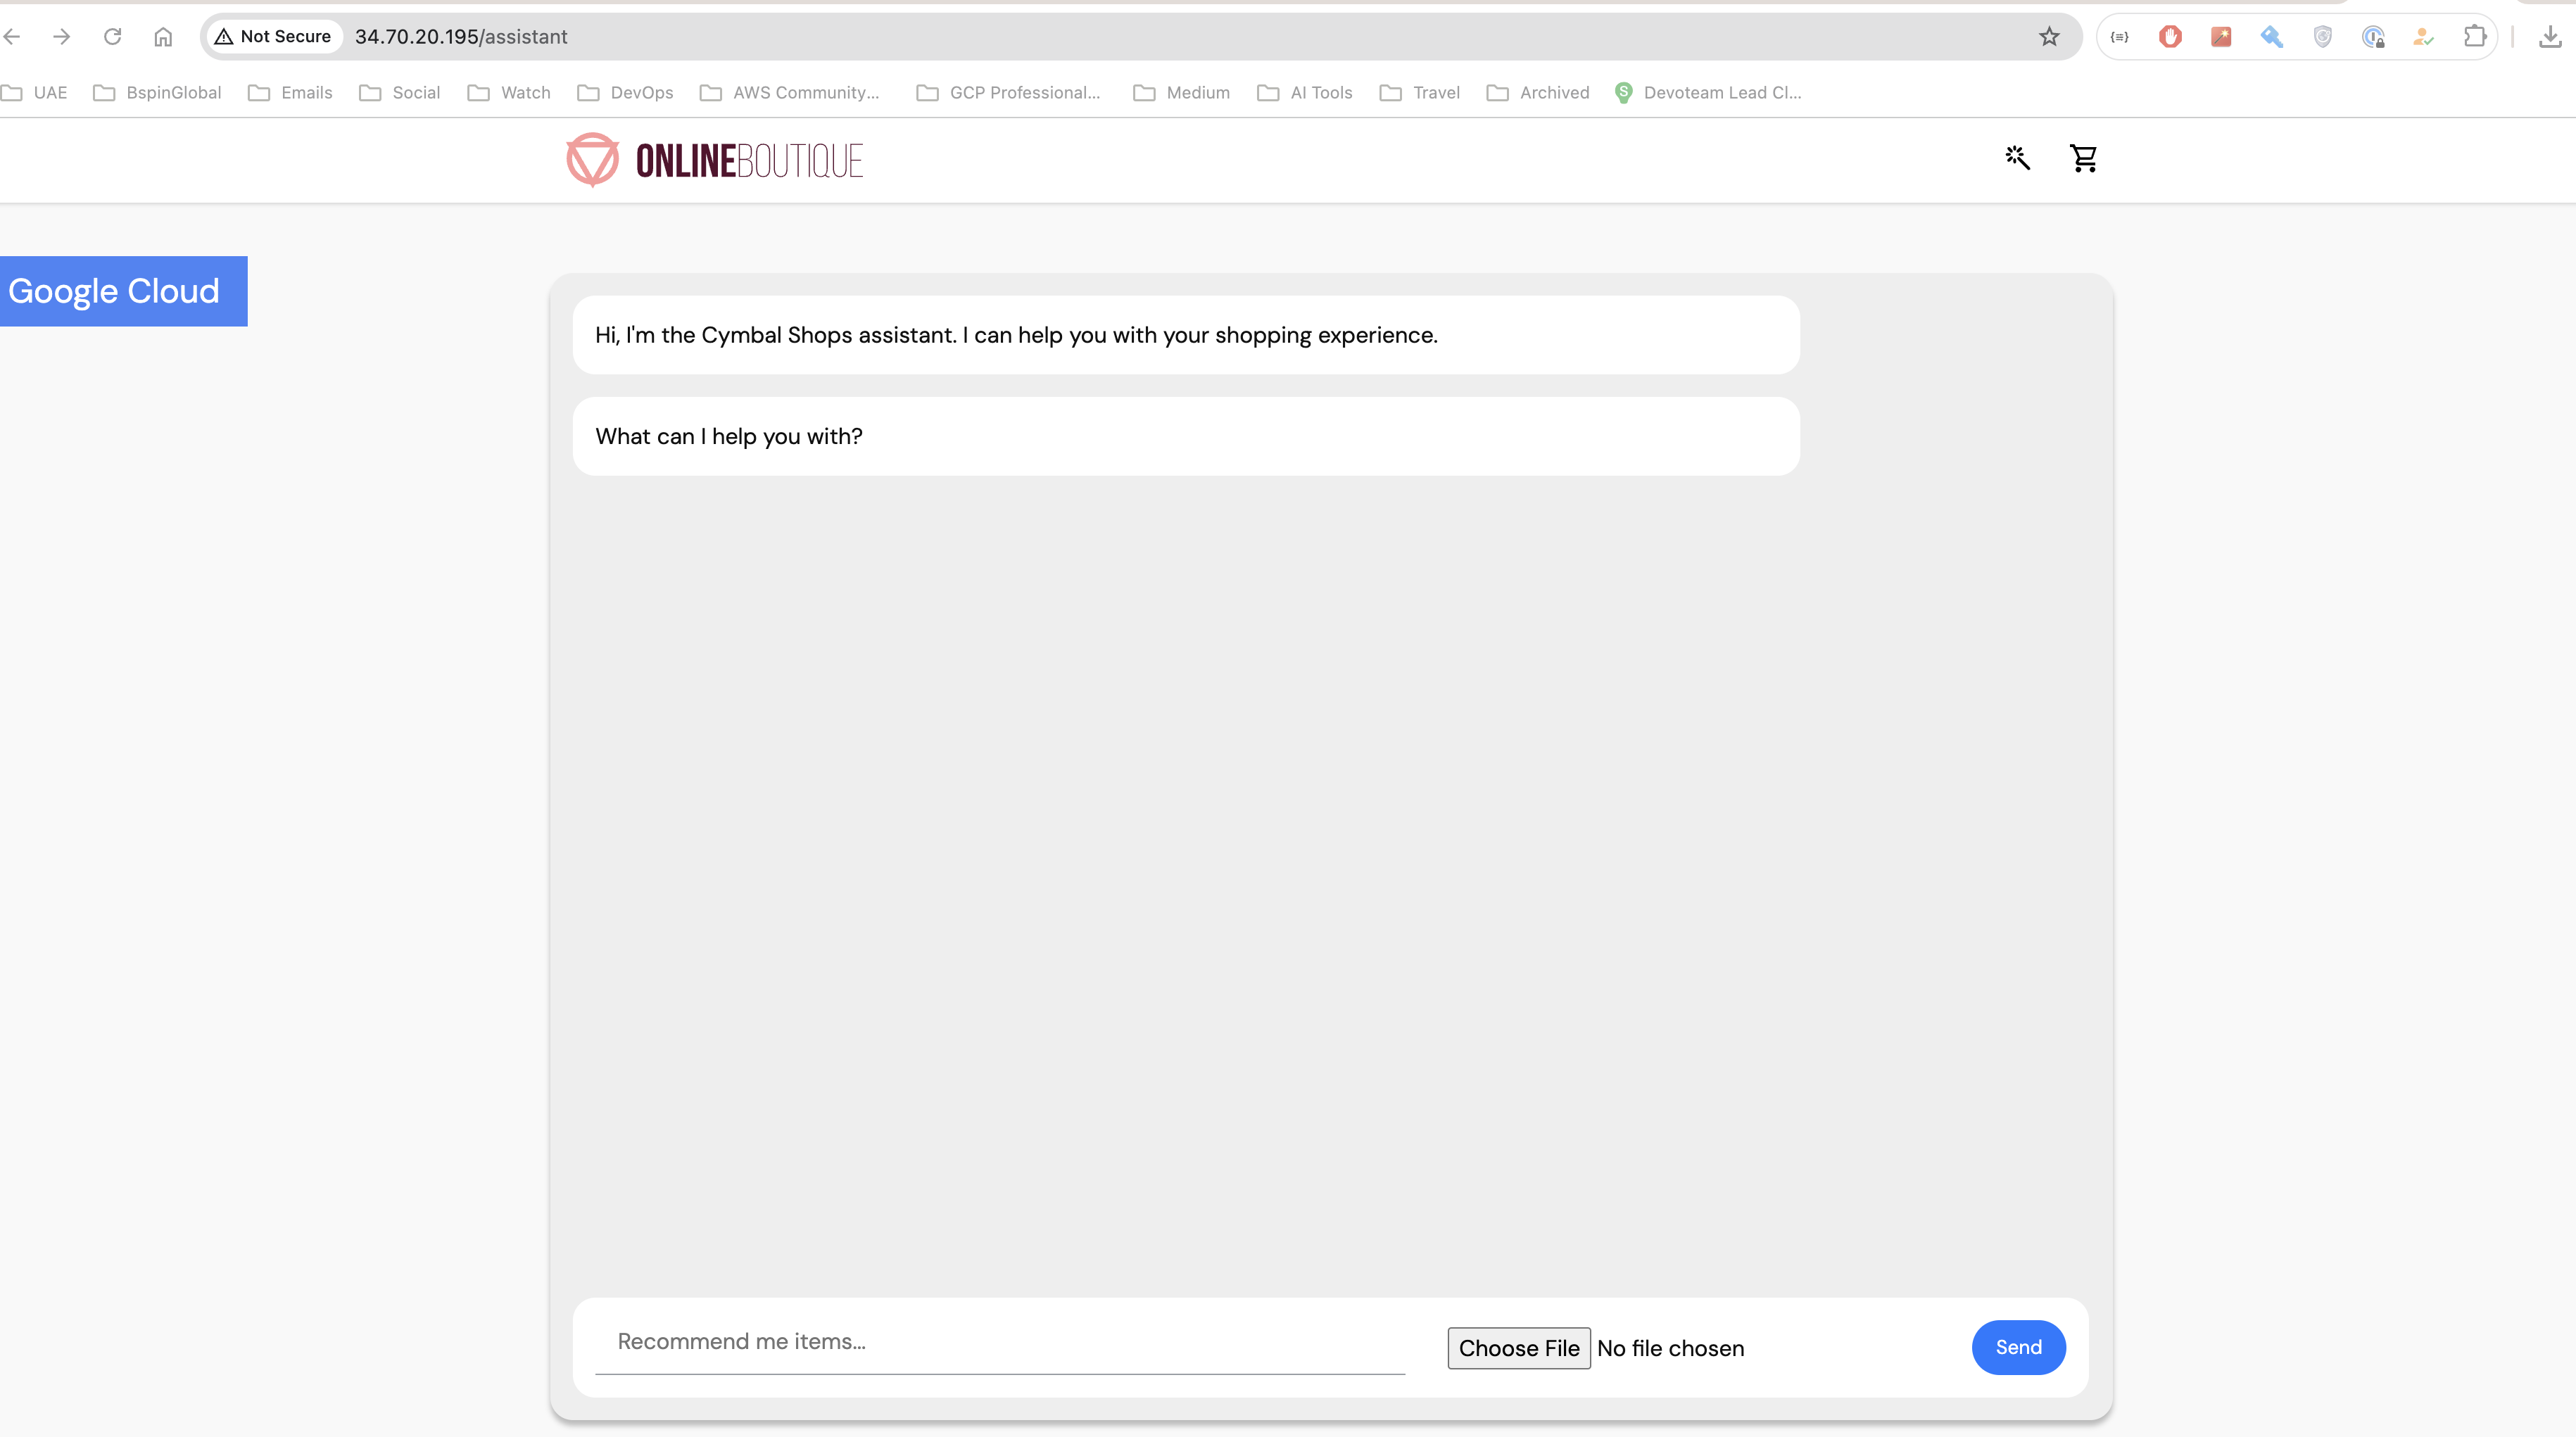 Not Secure 34.70.20.195/assistant
UAE BspinGlobal Emails Social Watch DevOps AWS Community... GCP Professional... Medium AI Tools Travel Archived S Devoteam Lead Cl...
ONLINEBOUTIQUE
Google Cloud
Hi, I'm the Cymbal Shops assistant. I can help you with your shopping experience.
What can I help you with?
Recommend me items... Choose File No file chosen Send